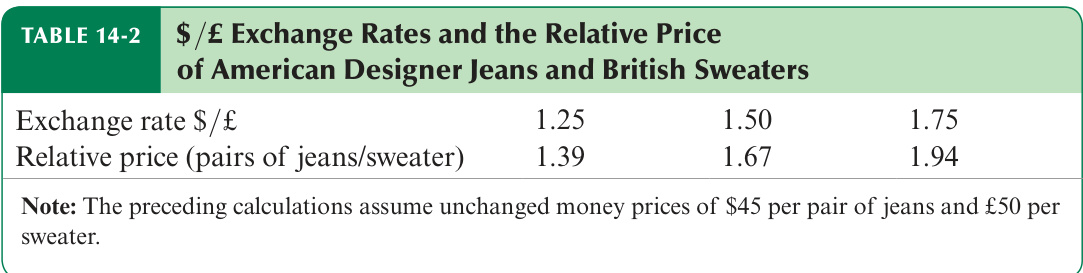 TABLE 14-2
$/£ Exchange Rates and the Relative Price
of American Designer Jeans and British Sweaters
Exchange rate $/£ 1.25 1.50 1.75
Relative price (pairs of jeans/sweater) 1.39 1.67 1.94
Note: The preceding calculations assume unchanged money prices of $45 per pair of jeans and £50 per
sweater.